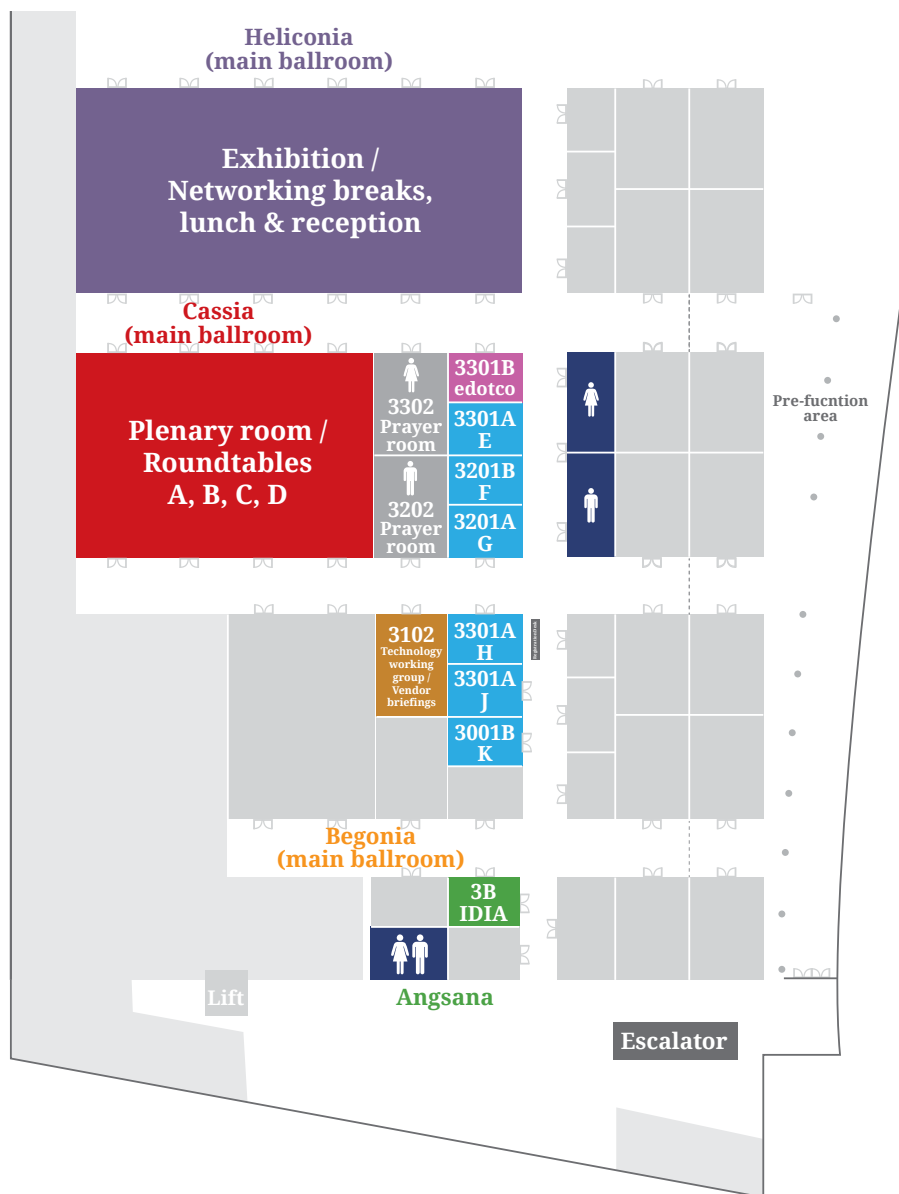 Heliconia
(main ballroom)
Exhibition /
Networking breaks,
lunch & reception
Cassia
(main ballroom)
Plenary room /
Roundtables
A, B, C, D
3302
Prayer
room
3202
Prayer
room
3301B
edotco
3301A
E
3201B
F
3201A
G
Pre-fucntion
area
3102
Technology
working
group /
Vendor
briefings
3301A
H
3301A
J
3001B
K
Registration Desk
Begonia
(main ballroom)
3B
IDIA
Angsana
Lift
Escalator